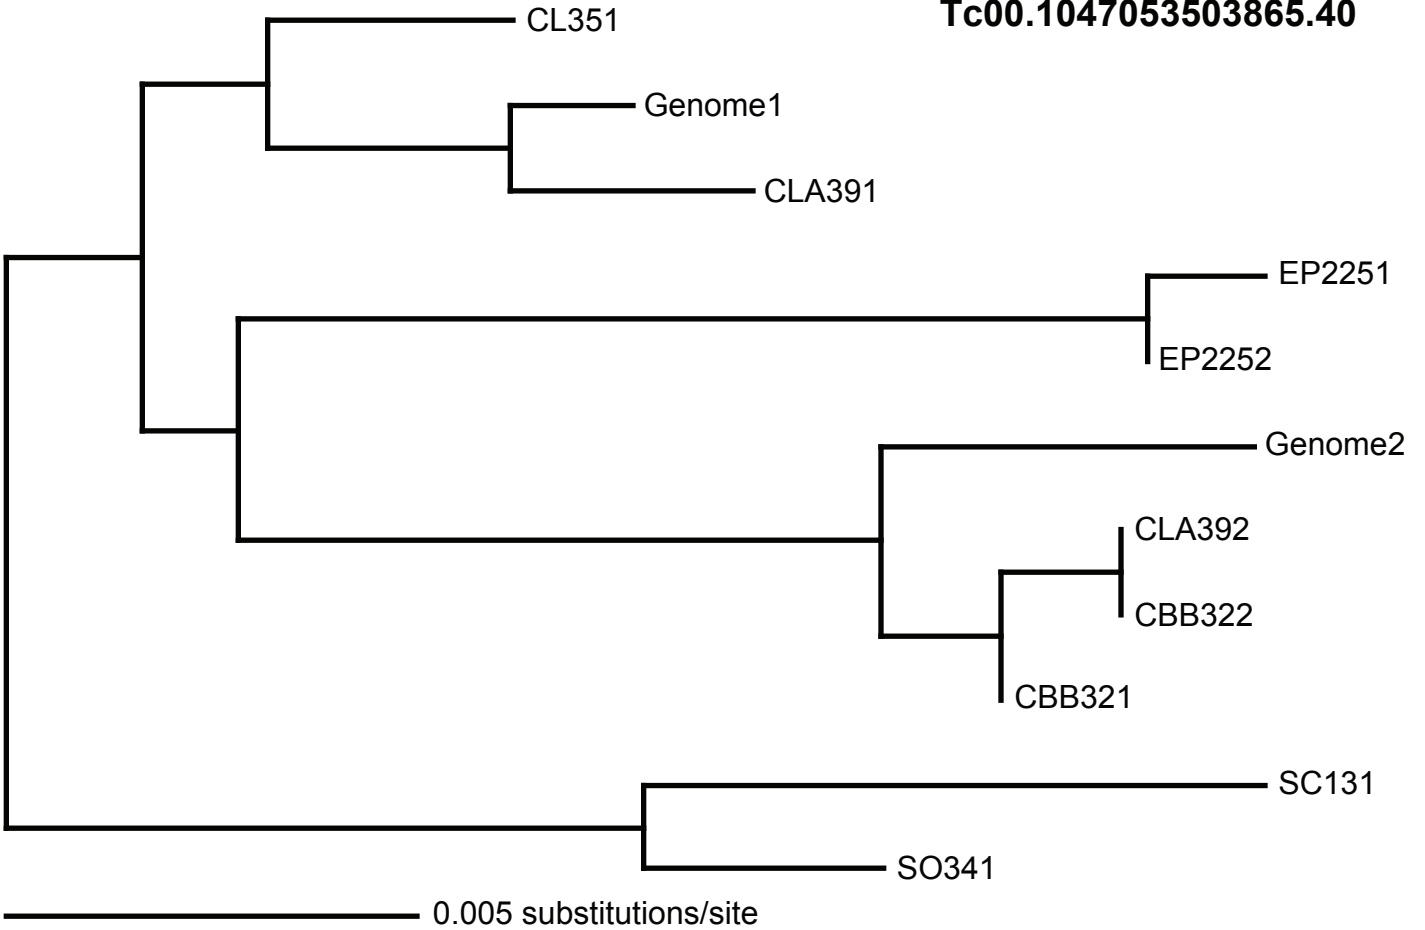 Tc00.1047053503865.40
CL351
Genome1
CLA391
EP2251
EP2252
Genome2
CLA392
CBB322
CBB321
SC131
SO341
0.005 substitutions/site